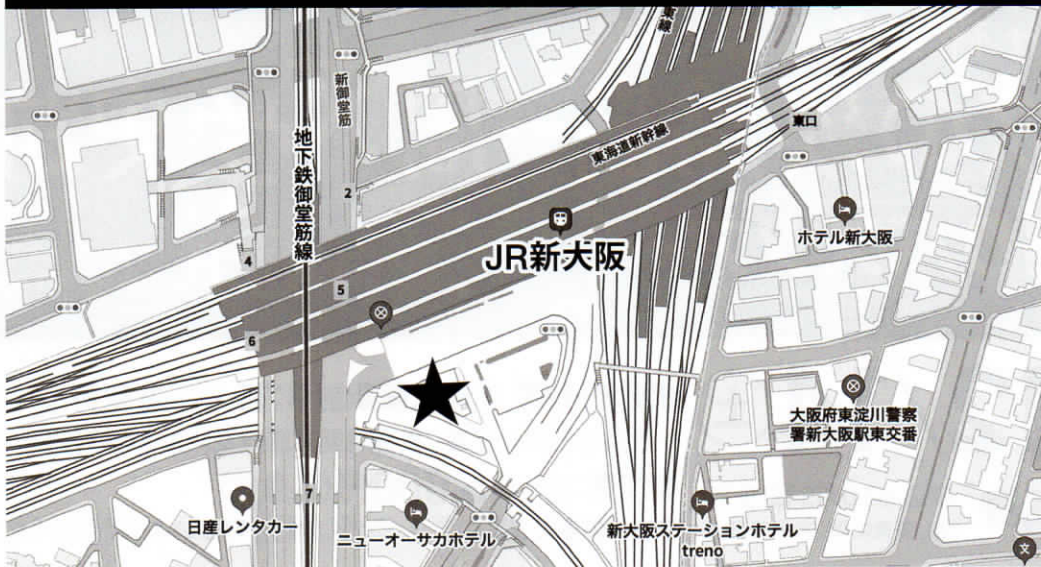 東線
新御堂筋
地下鉄御堂筋線
東海道新幹線
東口
2
ホテル新大阪
JR新大阪
4
5
6
大阪府東淀川警察
署新大阪駅東交番
7
日産レンタカー
ニューオーサカホテル
新大阪ステーションホテル
treno
文